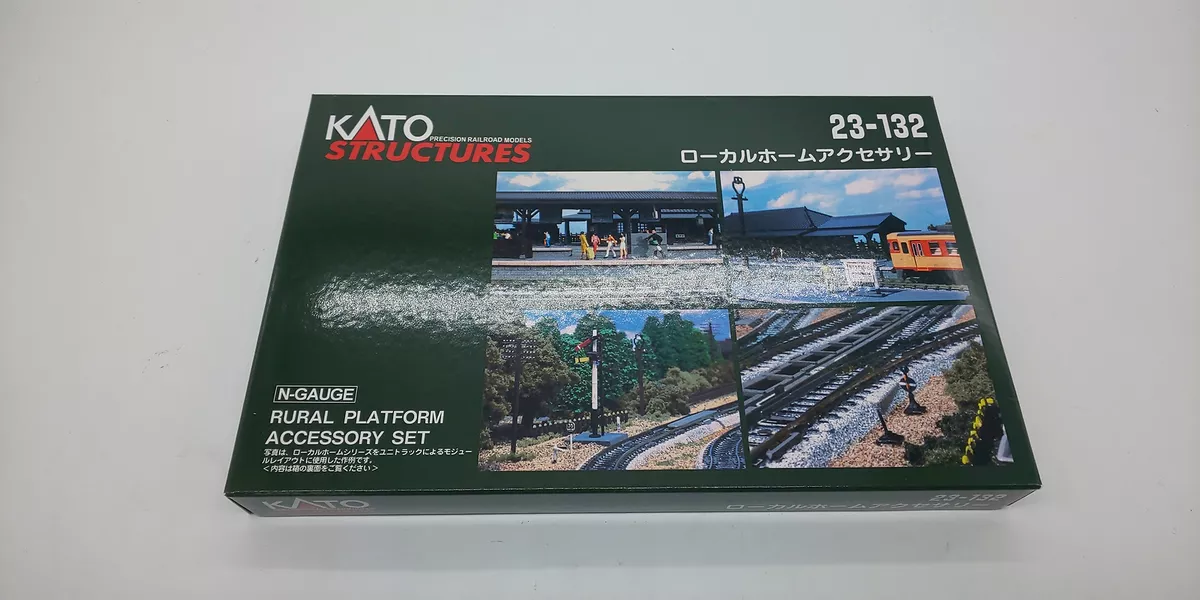 KATO
PRECISION RAILROAD MODELS
STRUCTURES
23-132
ローカルホームアクセサリー
N-GAUGE
RURAL PLATFORM
ACCESSORY SET
写真は、ローカルホームシリーズをユニトラックによるモジュー
ルレイアウトに使用した作例です。
<内容は箱の裏面をご覧ください>
KATO
23-132
ローカルホームアクセサリー